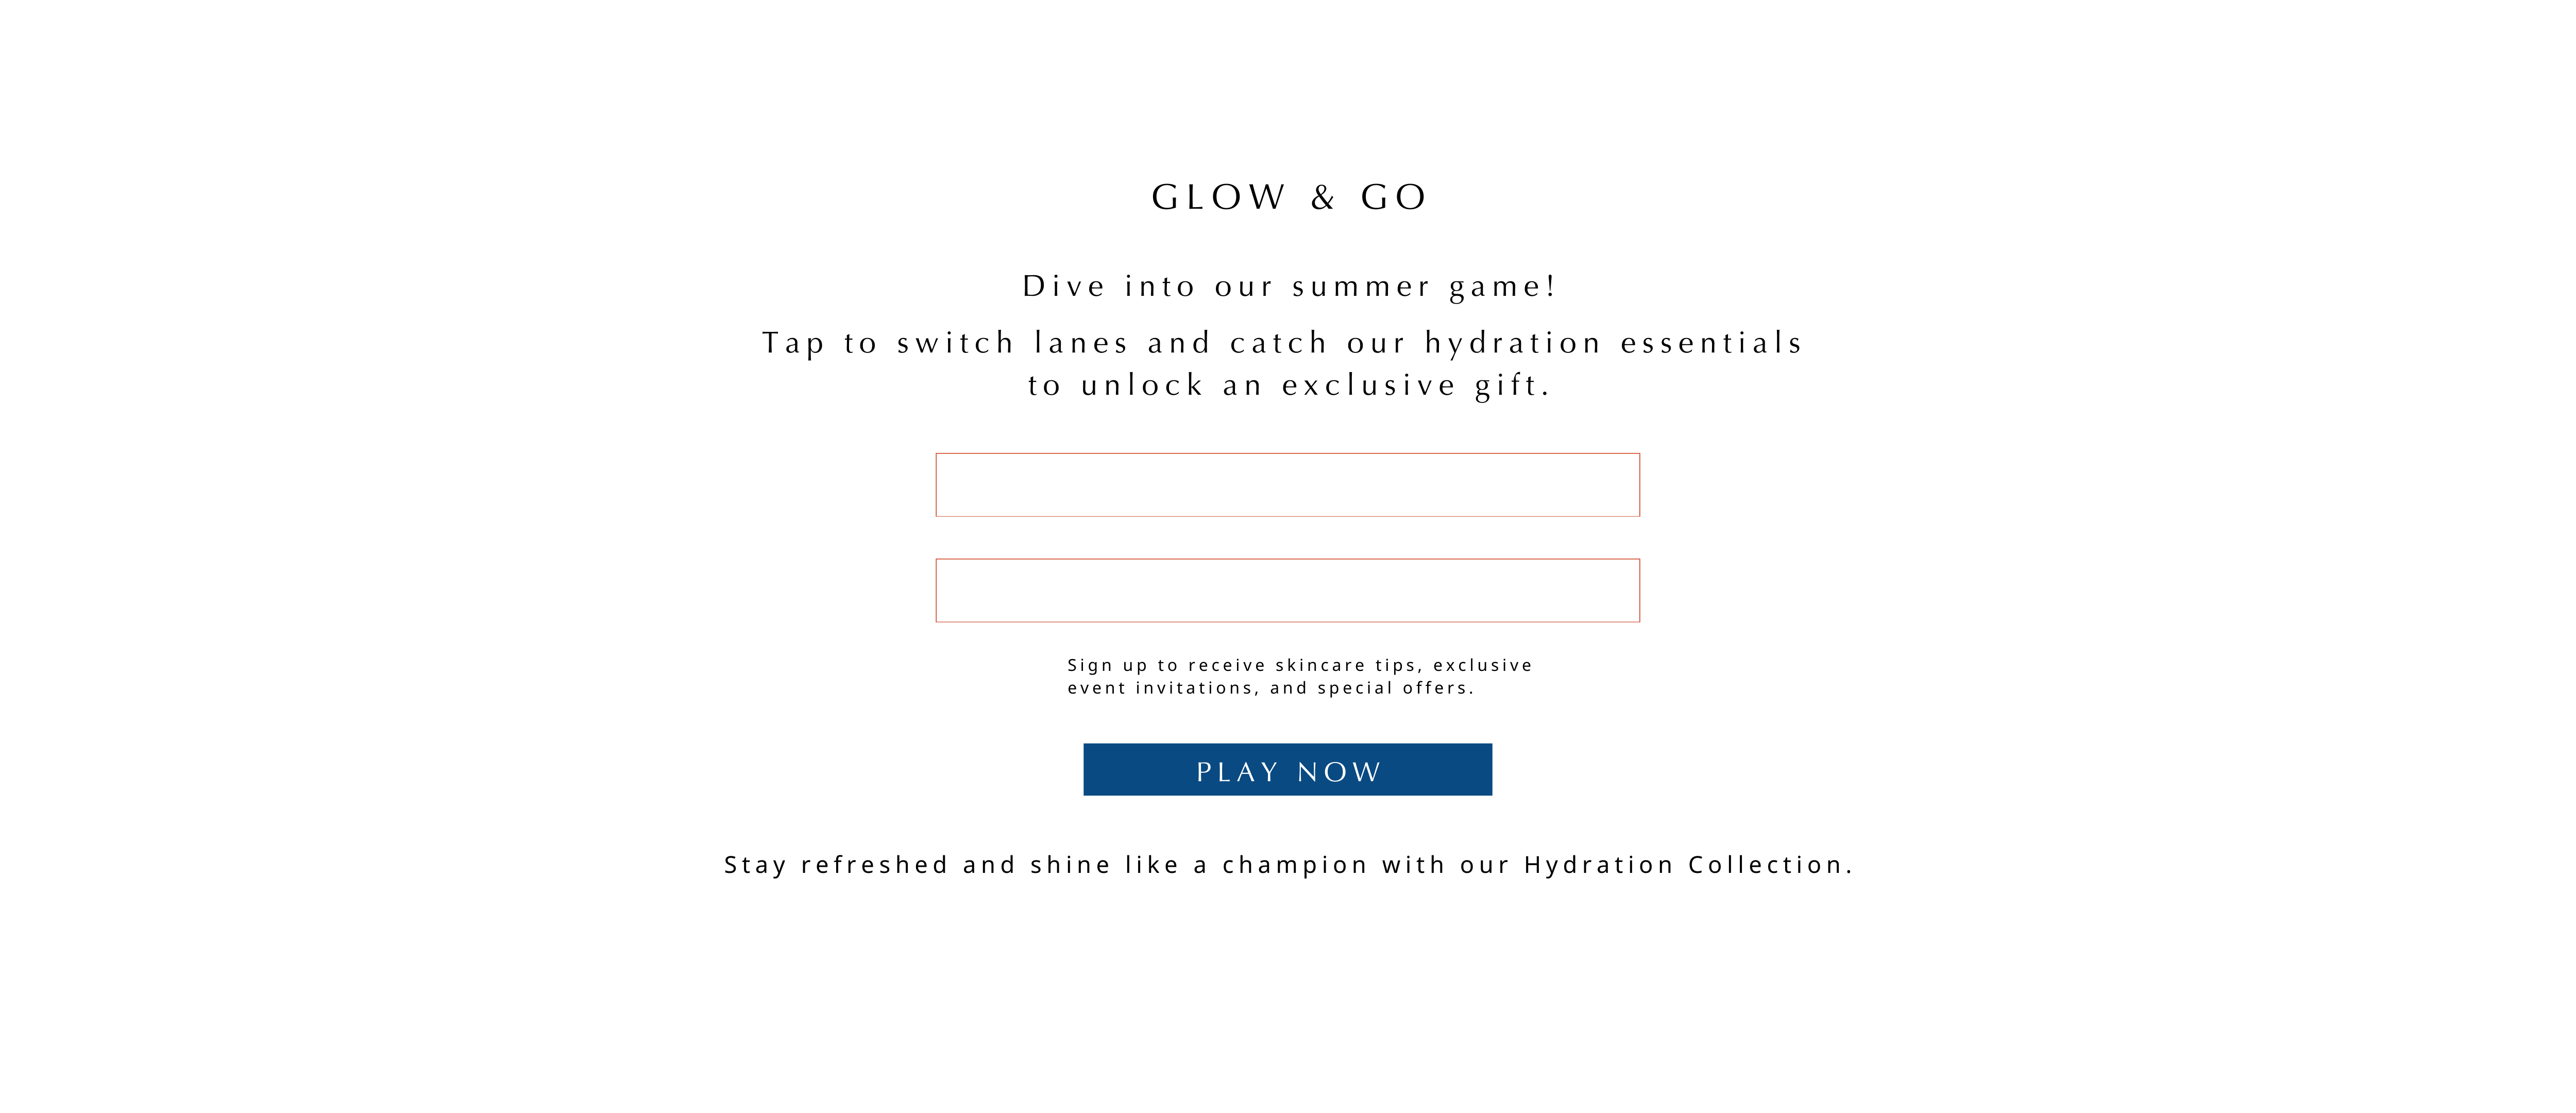 GLOW & GO
Dive into our summer game!
Tap to switch lanes and catch our hydration essentials
to unlock an exclusive gift.
Sign up to receive skincare tips, exclusive
event invitations, and special offers.
PLAY NOW
Stay refreshed and shine like a champion with our Hydration Collection.